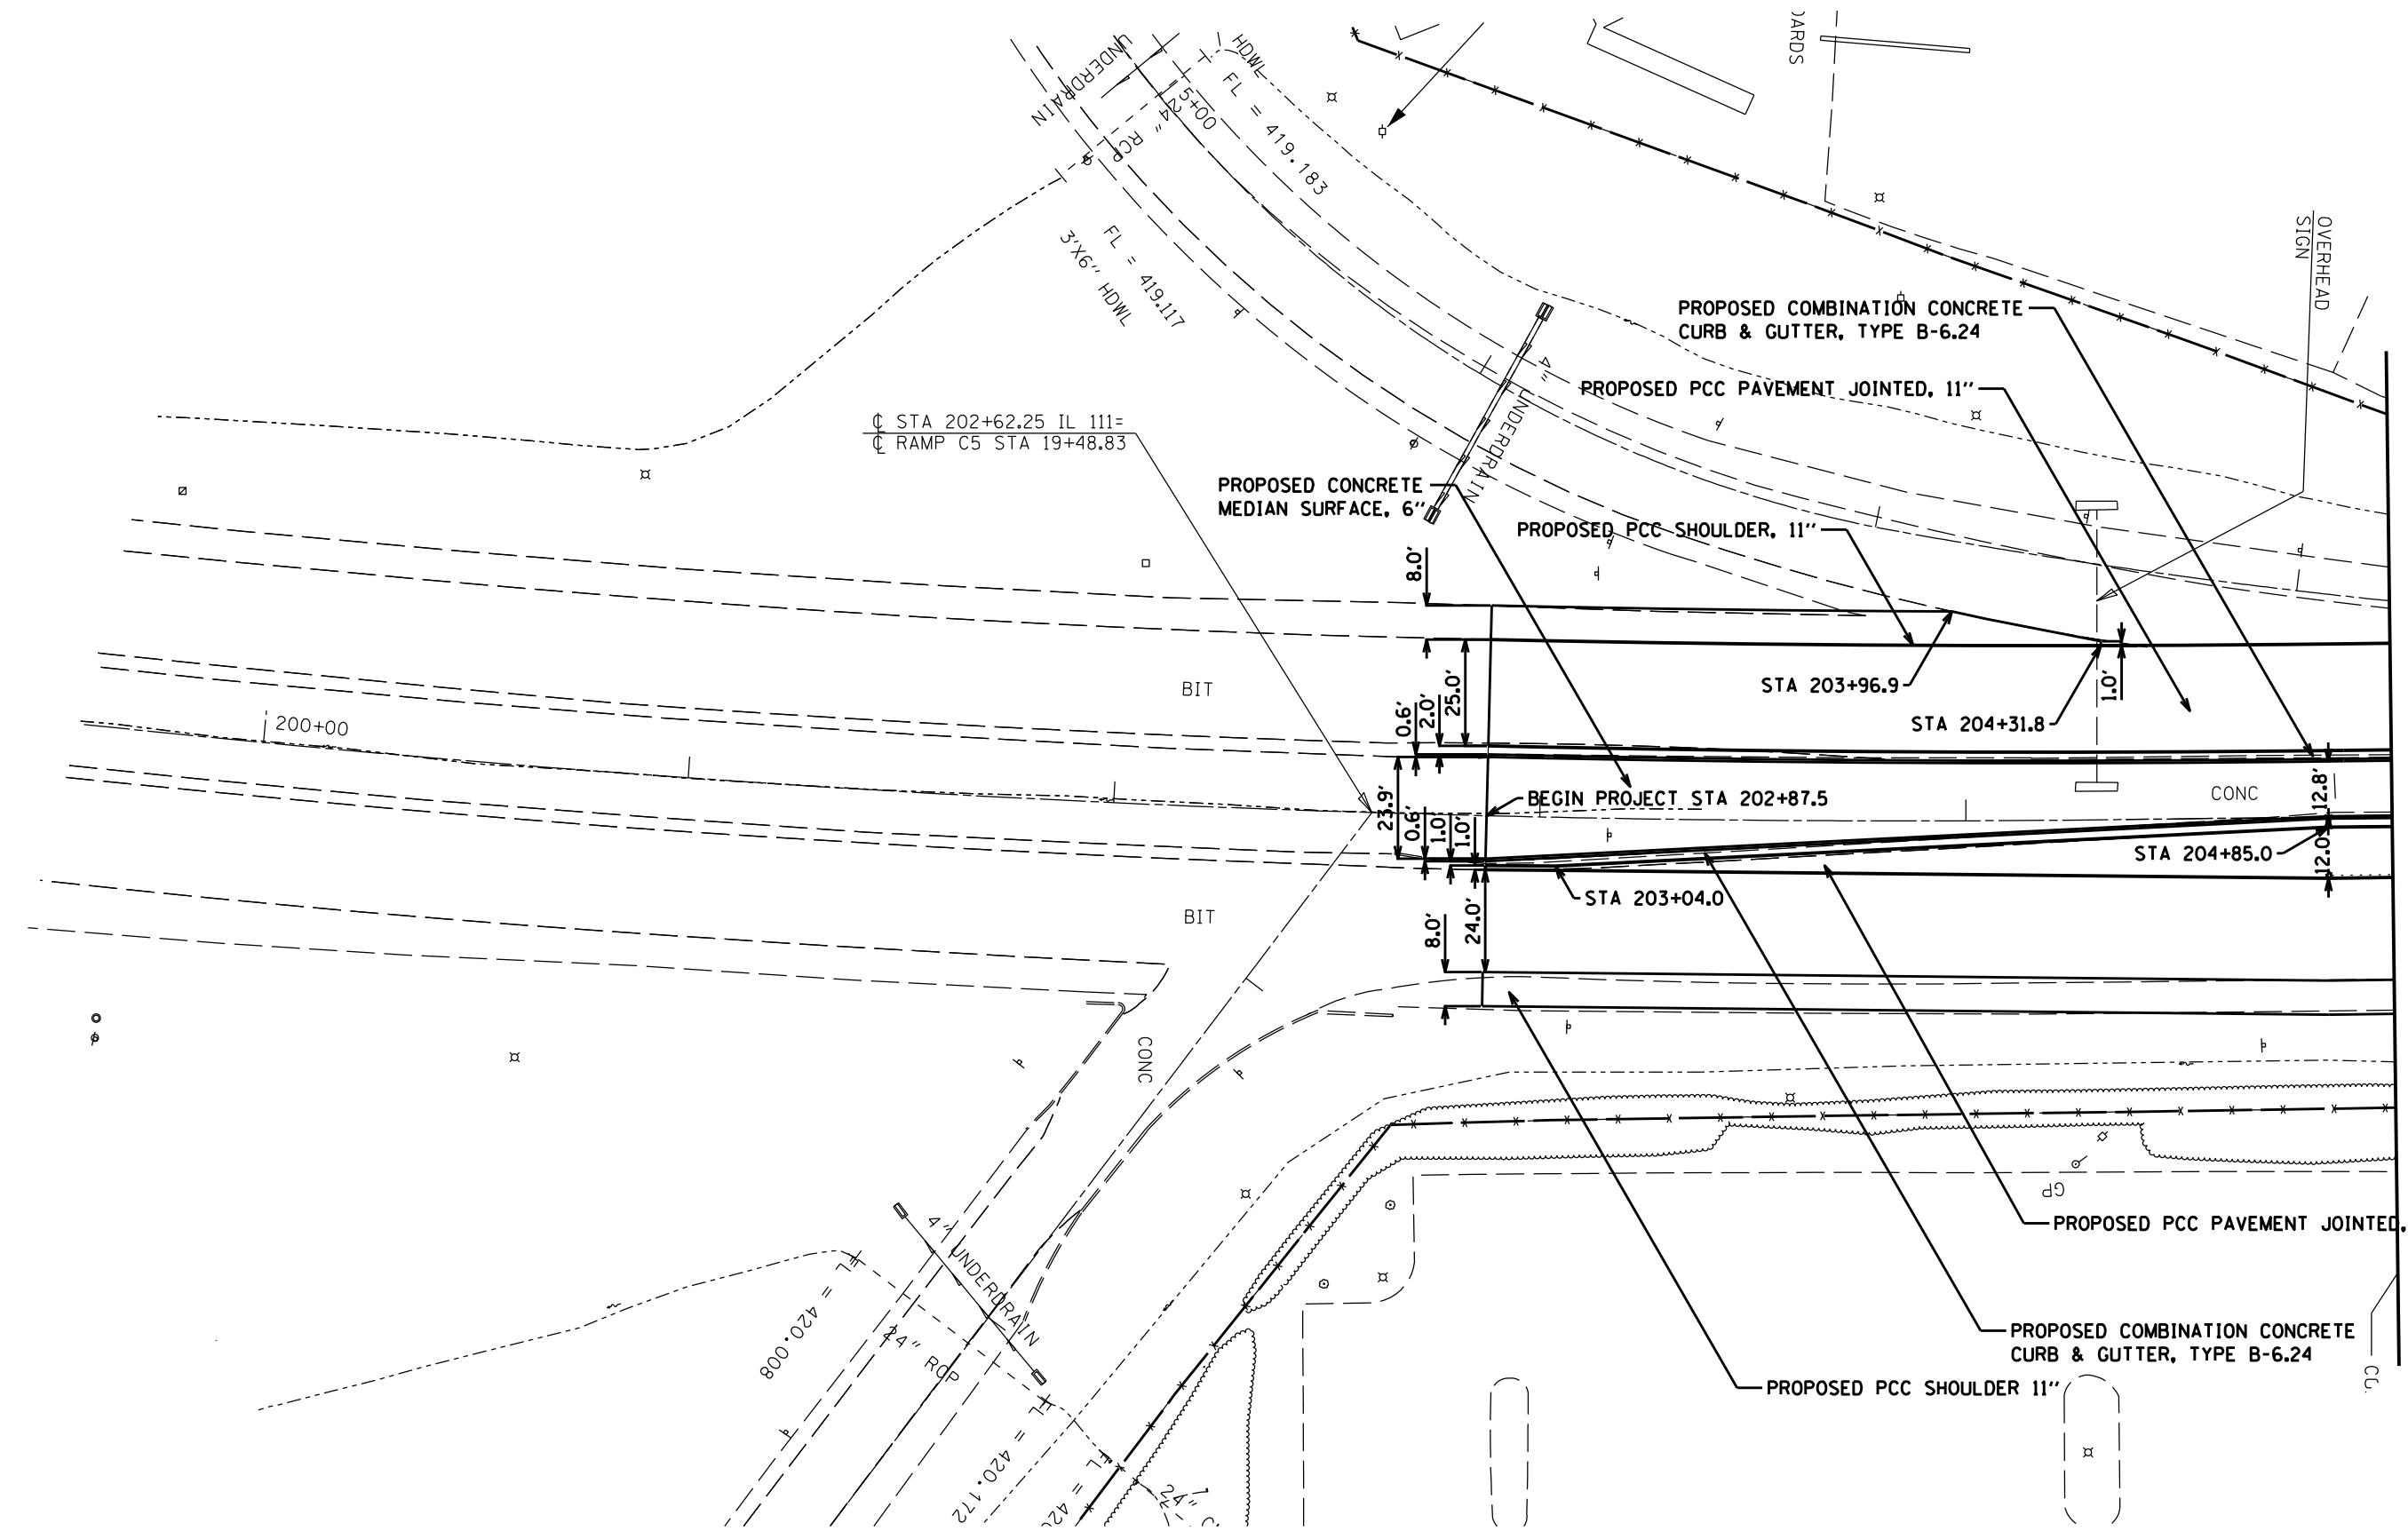 UNDERDRAIN
HDWL
5+00
24" RCP
FL = 419.183
FL = 419.117
3'X6" HDWL
OVERHEAD
SIGN
PROPOSED COMBINATION CONCRETE
CURB & GUTTER, TYPE B-6.24
PROPOSED PCC PAVEMENT JOINTED, 11"
℄ STA 202+62.25 IL 111=
℄ RAMP C5 STA 19+48.83
4" UNDERDRAIN
PROPOSED CONCRETE
MEDIAN SURFACE, 6"
PROPOSED PCC SHOULDER, 11"
8.0'
BIT
STA 203+96.9
1.0'
STA 204+31.8
0.6'
2.0'
25.0'
200+00
23.9'
0.6'
1.0'
1.0'
BEGIN PROJECT STA 202+87.5
CONC
12.8'
STA 204+85.0
12.0'
STA 203+04.0
BIT
8.0'
24.0'
CONC
GP
PROPOSED PCC PAVEMENT JOINTED,
4" UNDERDRAIN
FL = 420.008
24" RCP
PROPOSED COMBINATION CONCRETE
CURB & GUTTER, TYPE B-6.24
PROPOSED PCC SHOULDER 11"
FL = 420.172
24"